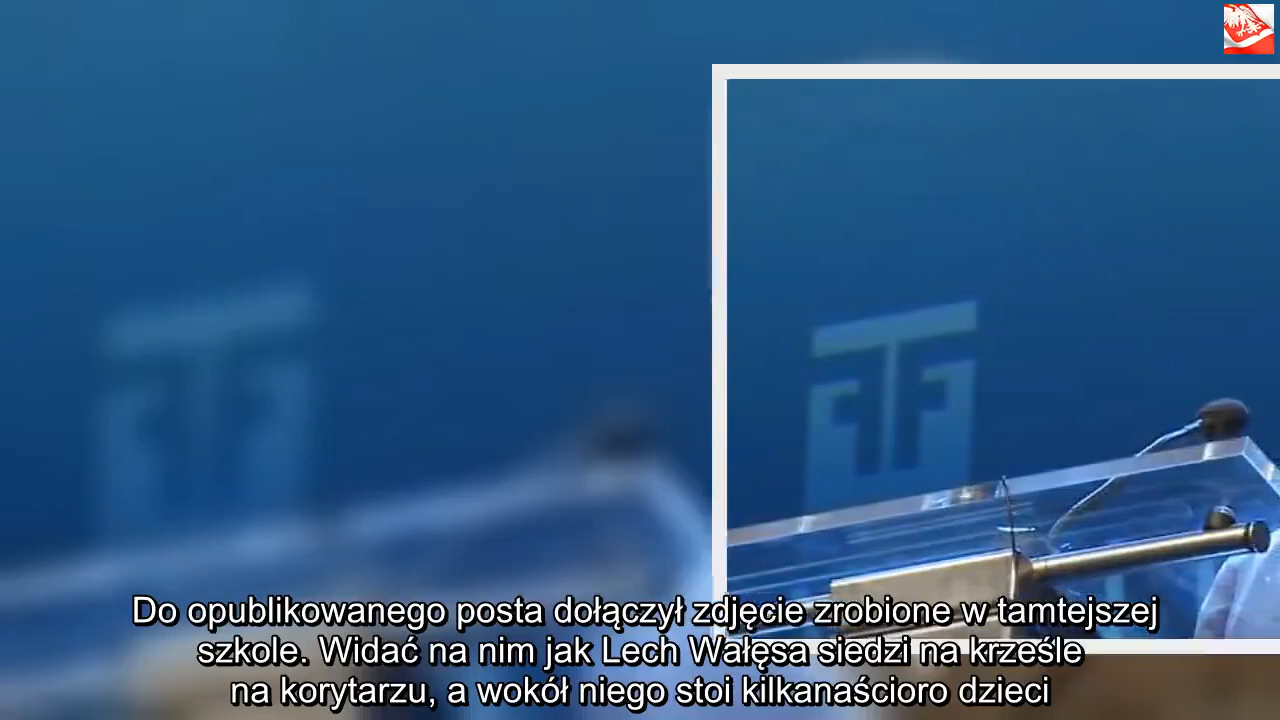 Do opublikowanego posta dołączył zdjęcie zrobione w tamtejszej
szkole. Widać na nim jak Lech Wałęsa siedzi na krześle
na korytarzu, a wokół niego stoi kilkanaścioro dzieci